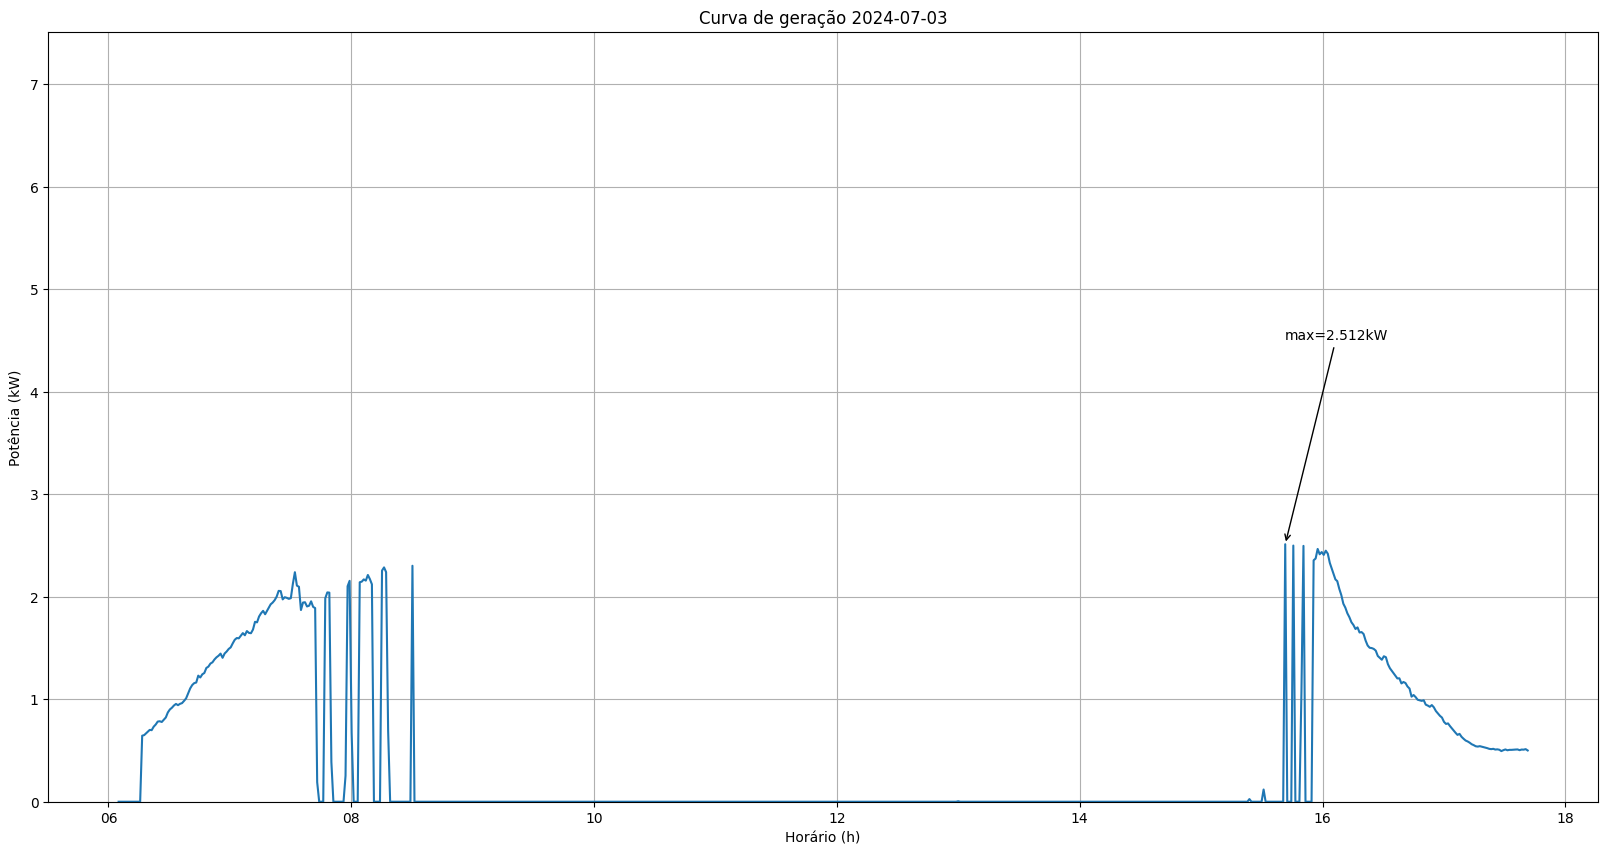 Curva de geração 2024-07-03
7
6
5
4
3
2
1
0
Potência (kW)
max=2.512kW
06 08 10 12 14 16 18
Horário (h)